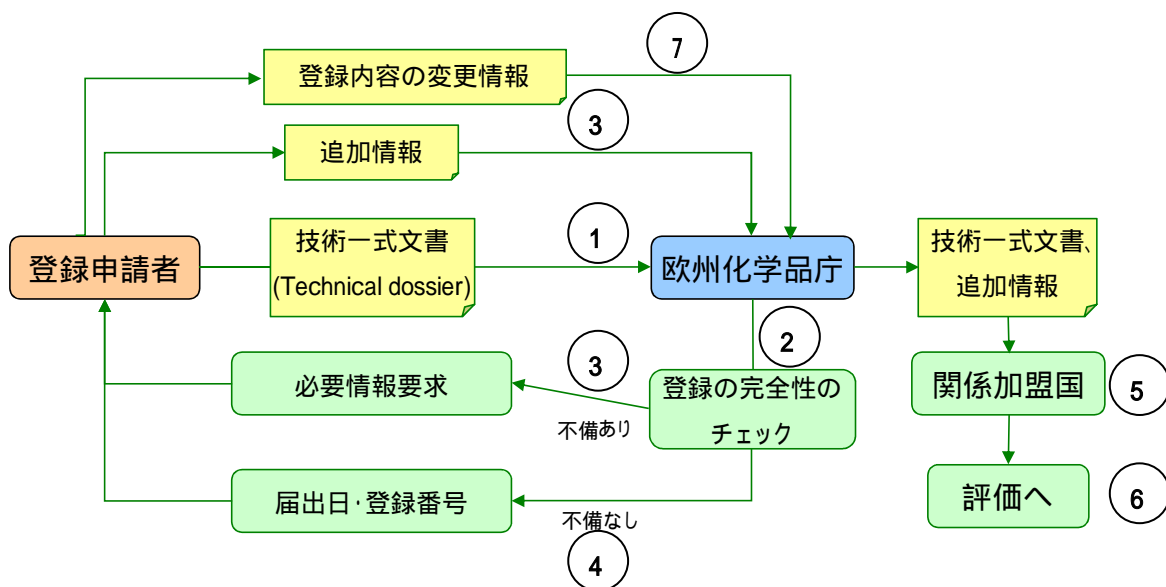 登録内容の変更情報
7
追加情報
3
登録申請者
技術一式文書
(Technical dossier)
1
欧州化学品庁
技術一式文書、
追加情報
2
必要情報要求
3
不備あり
登録の完全性の
チェック
関係加盟国
5
届出日・登録番号
不備なし
4
評価へ
6